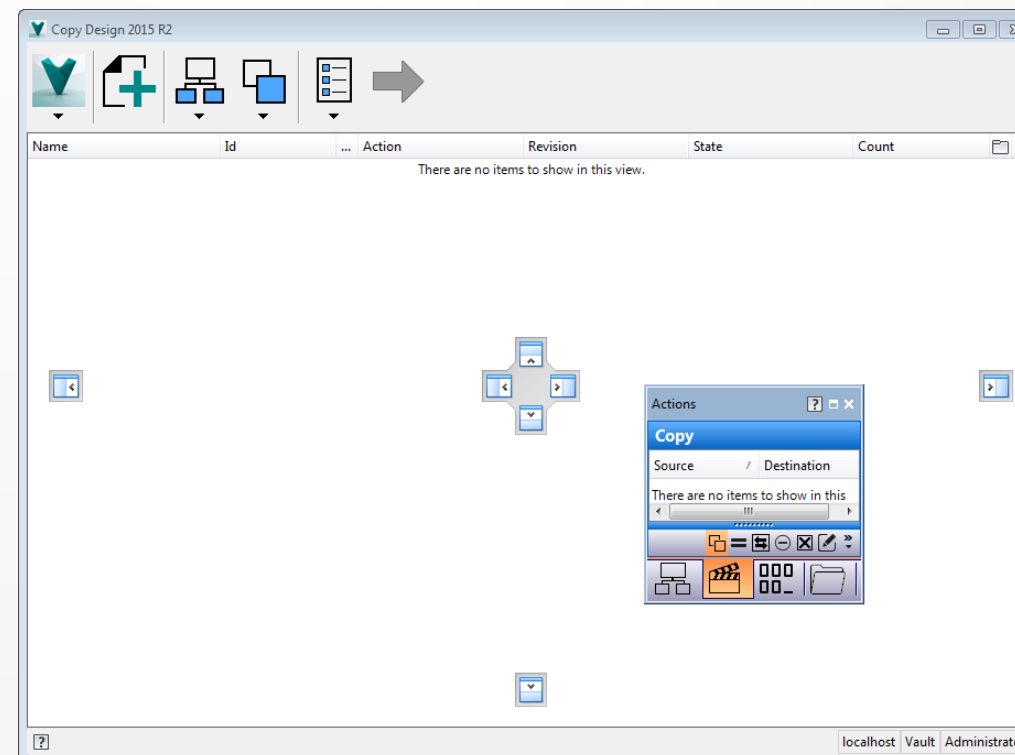 Copy Design 2015 R2
Name Id ... Action Revision State Count
There are no items to show in this view.
Actions
Copy
Source Destination
There are no items to show in this
localhost Vault